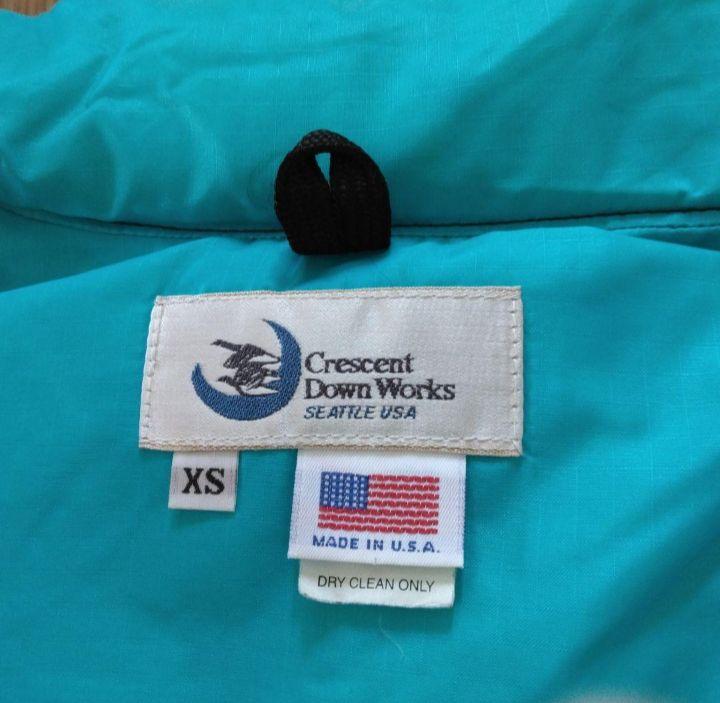 Crescent
Down Works
SEATTLE USA
XS
MADE IN U.S.A.
DRY CLEAN ONLY